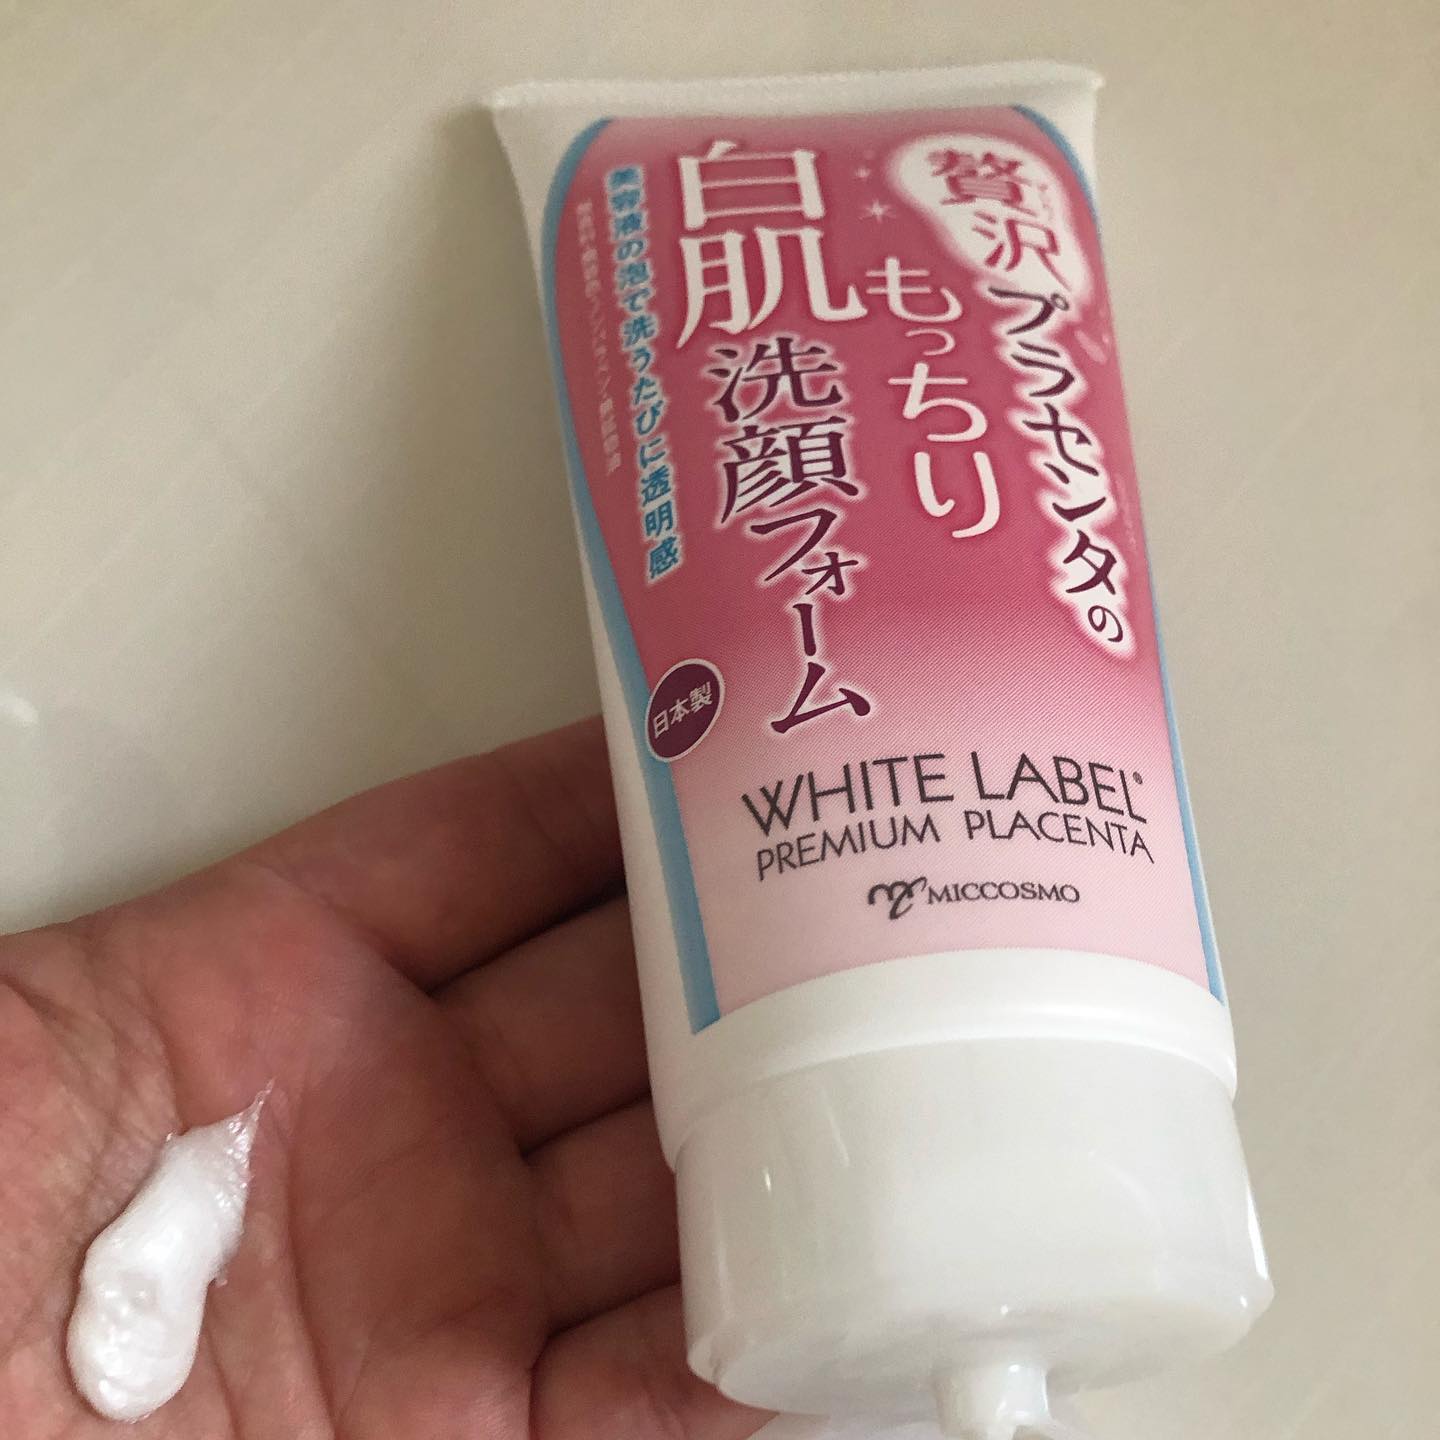 贅沢プラセンタの
もっちり
白肌
洗顔フォーム
美容液の泡で洗うたびに透明感
日本製
WHITE LABEL®
PREMIUM PLACENTA
MICCOSMO